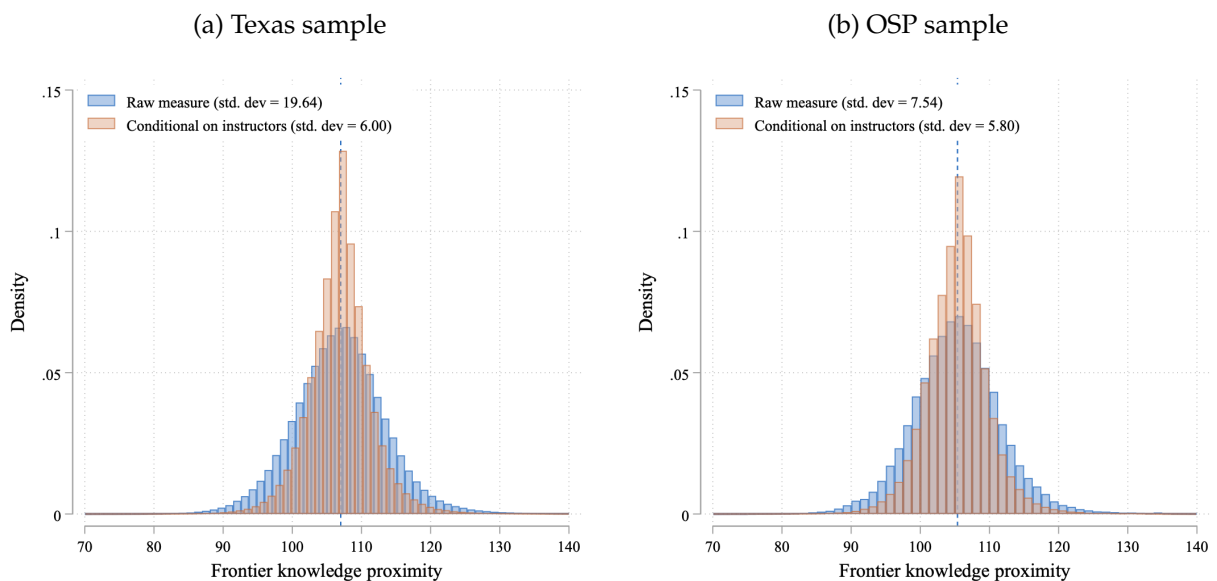 (a) Texas sample
.15
Raw measure (std. dev = 19.64)
Conditional on instructors (std. dev = 6.00)
.1
.05
0
Density
70 80 90 100 110 120 130 140
Frontier knowledge proximity
(b) OSP sample
.15
Raw measure (std. dev = 7.54)
Conditional on instructors (std. dev = 5.80)
.1
.05
0
Density
70 80 90 100 110 120 130 140
Frontier knowledge proximity